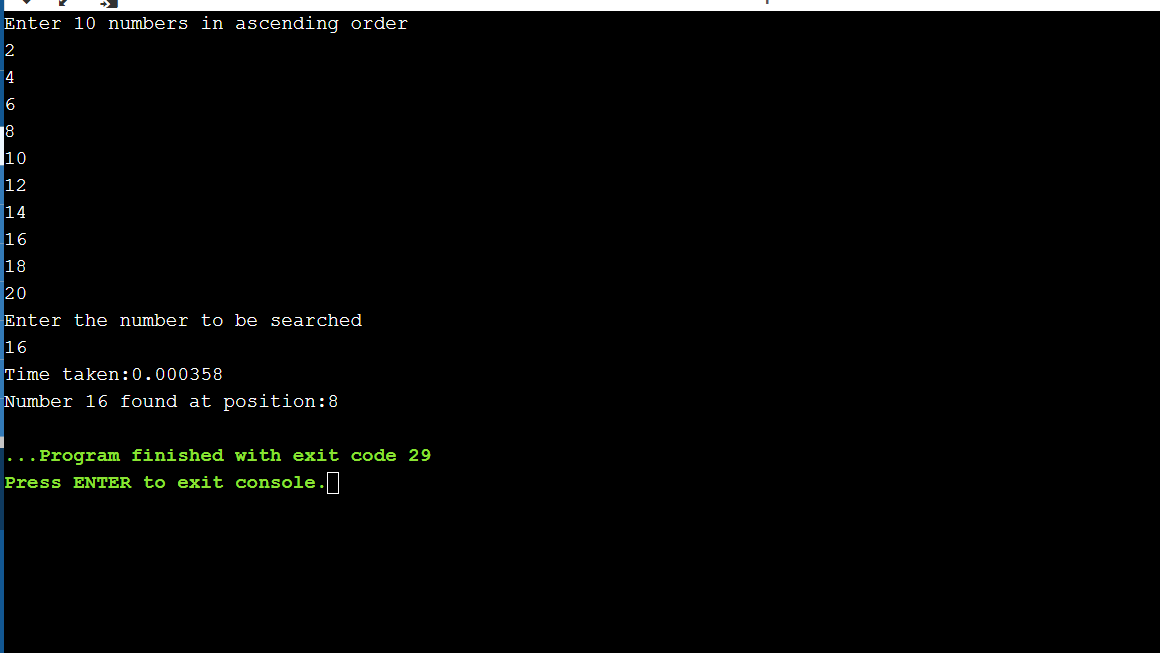 Enter 10 numbers in ascending order
2
4
6
8
10
12
14
16
18
20
Enter the number to be searched
16
Time taken:0.000358
Number 16 found at position:8
...Program finished with exit code 29
Press ENTER to exit console.